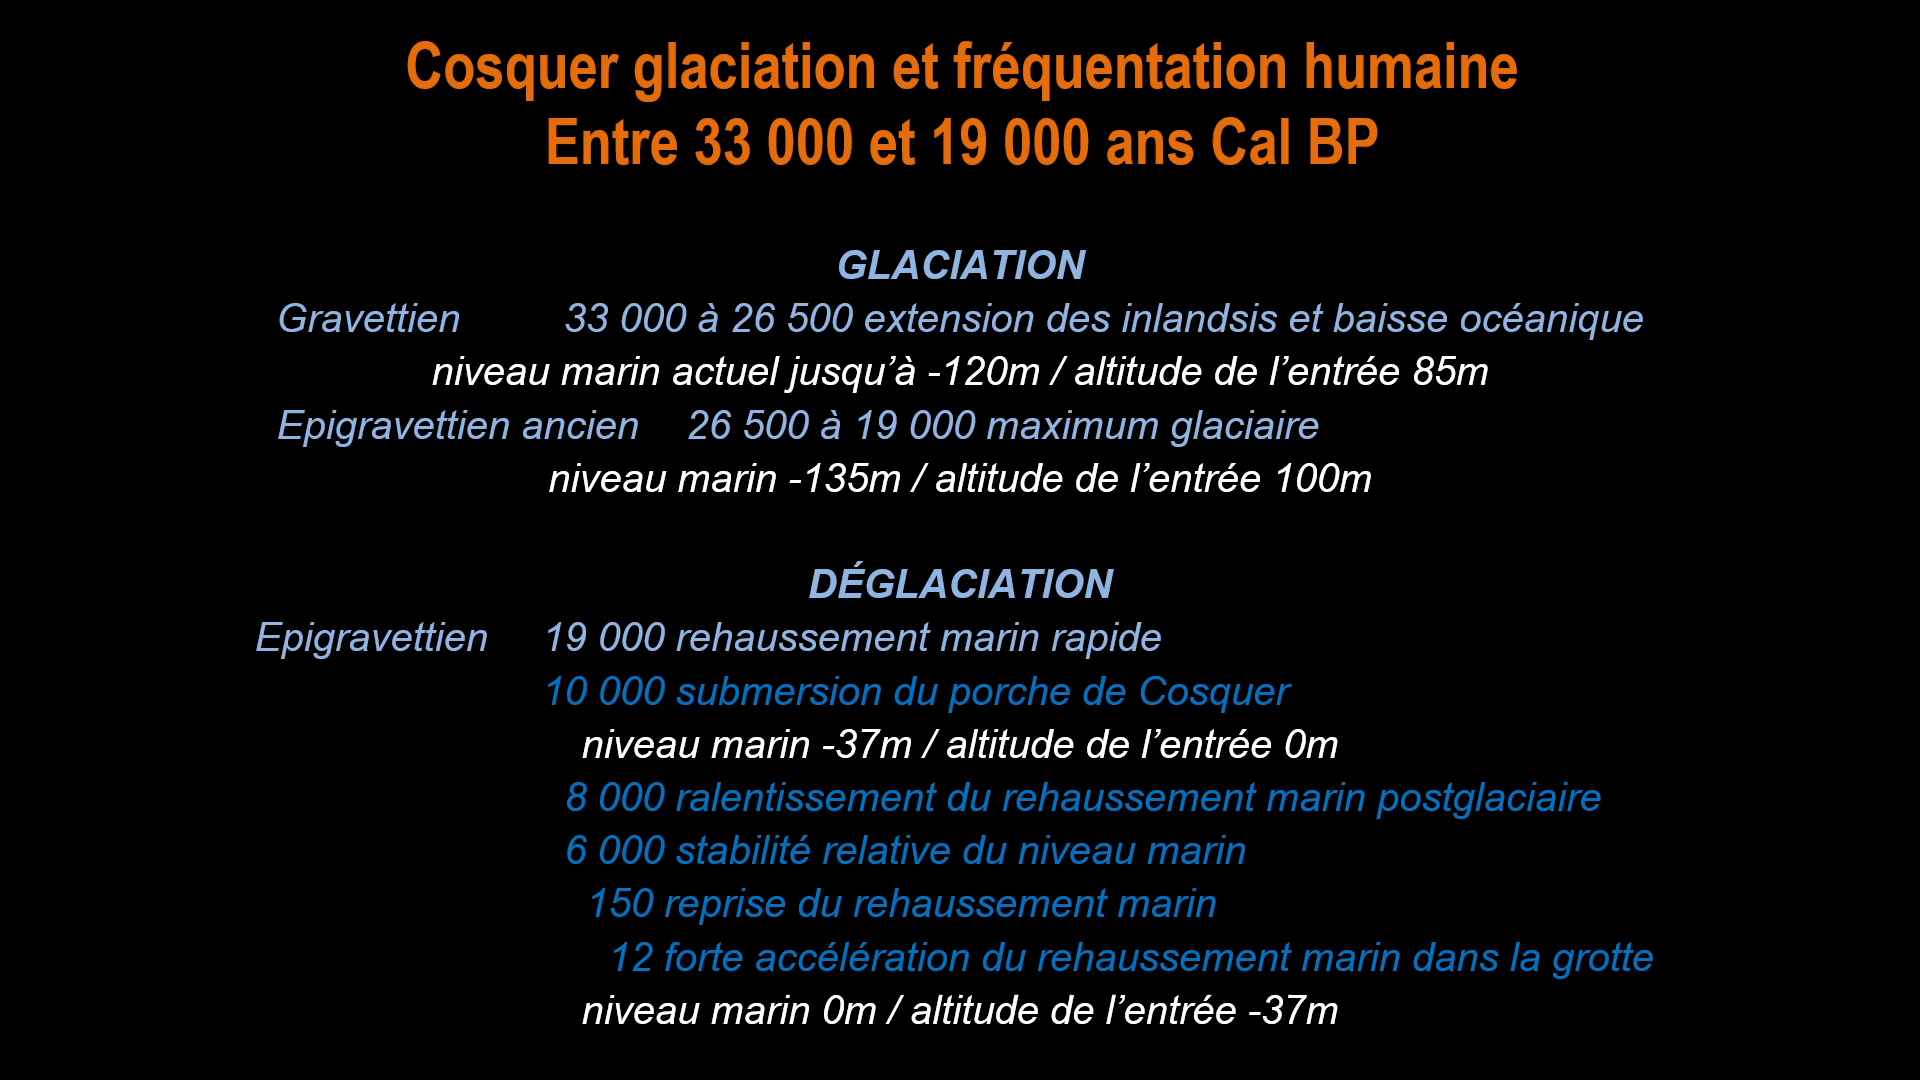 Cosquer glaciation et fréquentation humaine
Entre 33 000 et 19 000 ans Cal BP
GLACIATION
Gravettien 33 000 à 26 500 extension des inlandsis et baisse océanique
niveau marin actuel jusqu’à -120m / altitude de l’entrée 85m
Epigravettien ancien 26 500 à 19 000 maximum glaciaire
niveau marin -135m / altitude de l’entrée 100m
DÉGLACIATION
Epigravettien 19 000 rehaussement marin rapide
10 000 submersion du porche de Cosquer
niveau marin -37m / altitude de l’entrée 0m
8 000 ralentissement du rehaussement marin postglaciaire
6 000 stabilité relative du niveau marin
150 reprise du rehaussement marin
12 forte accélération du rehaussement marin dans la grotte
niveau marin 0m / altitude de l’entrée -37m